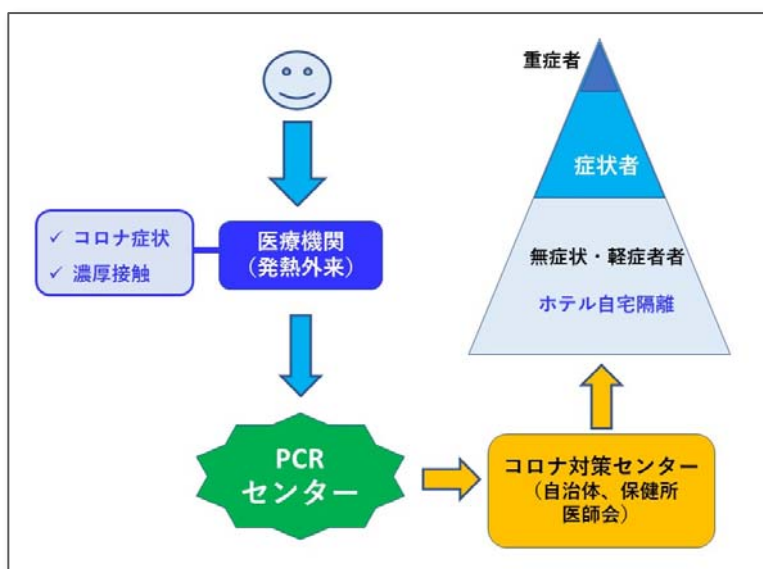 ✓ コロナ症状
✓ 濃厚接触
医療機関
（発熱外来）
PCR
センター
コロナ対策センター
（自治体、保健所
医師会）
重症者
症状者
無症状・軽症者者
ホテル自宅隔離